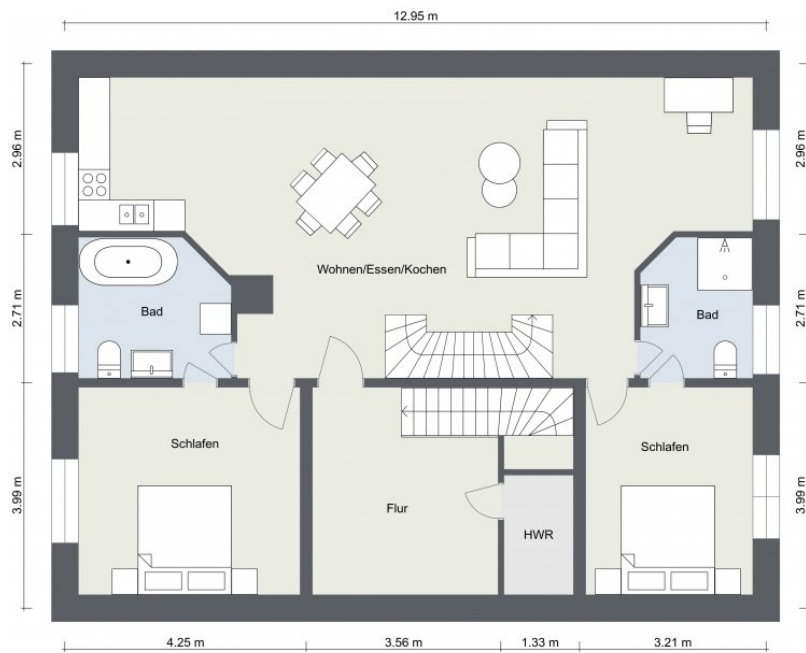 12.95 m
2.96 m
2.96 m
Wohnen/Essen/Kochen
2.71 m
Bad
Bad
2.71 m
Schlafen
Schlafen
3.99 m
Flur
HWR
3.99 m
4.25 m
3.56 m
1.33 m
3.21 m